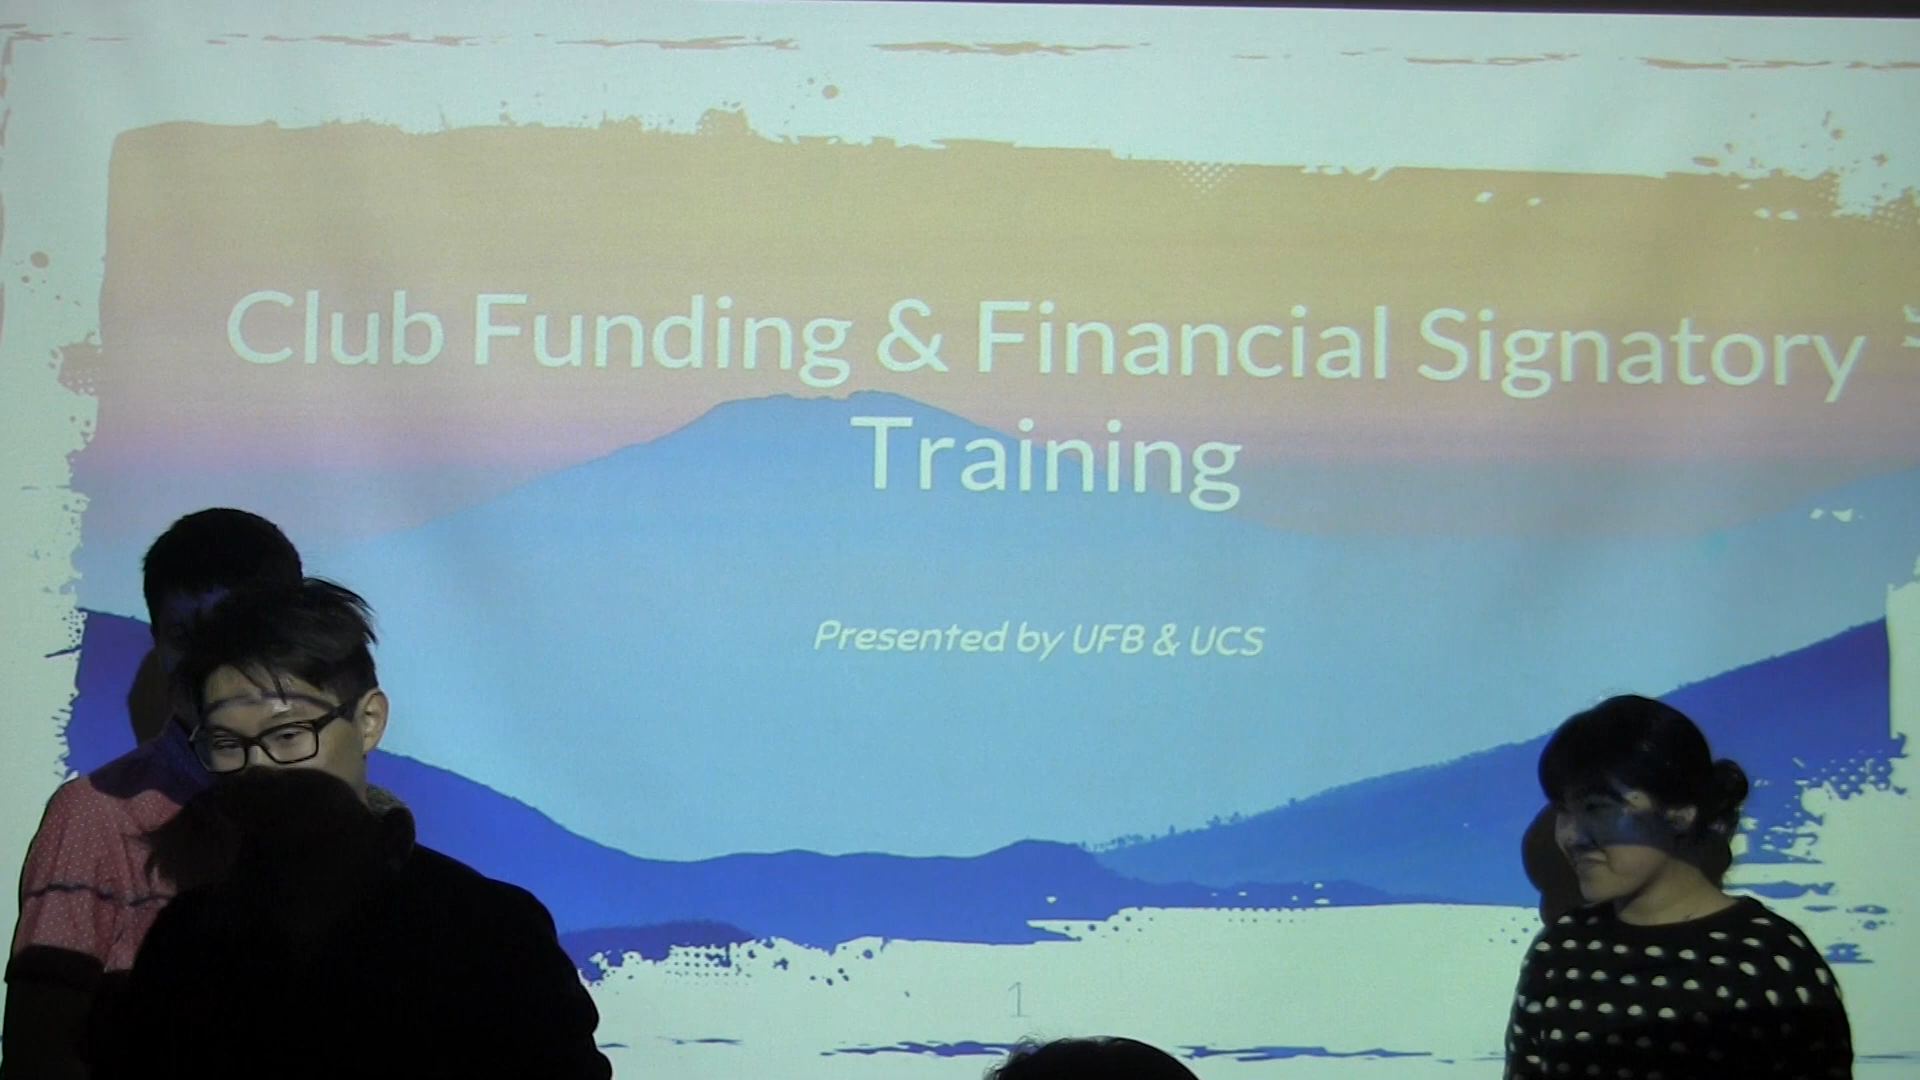 Club Funding & Financial Signatory
Training
Presented by UFB & UCS
1